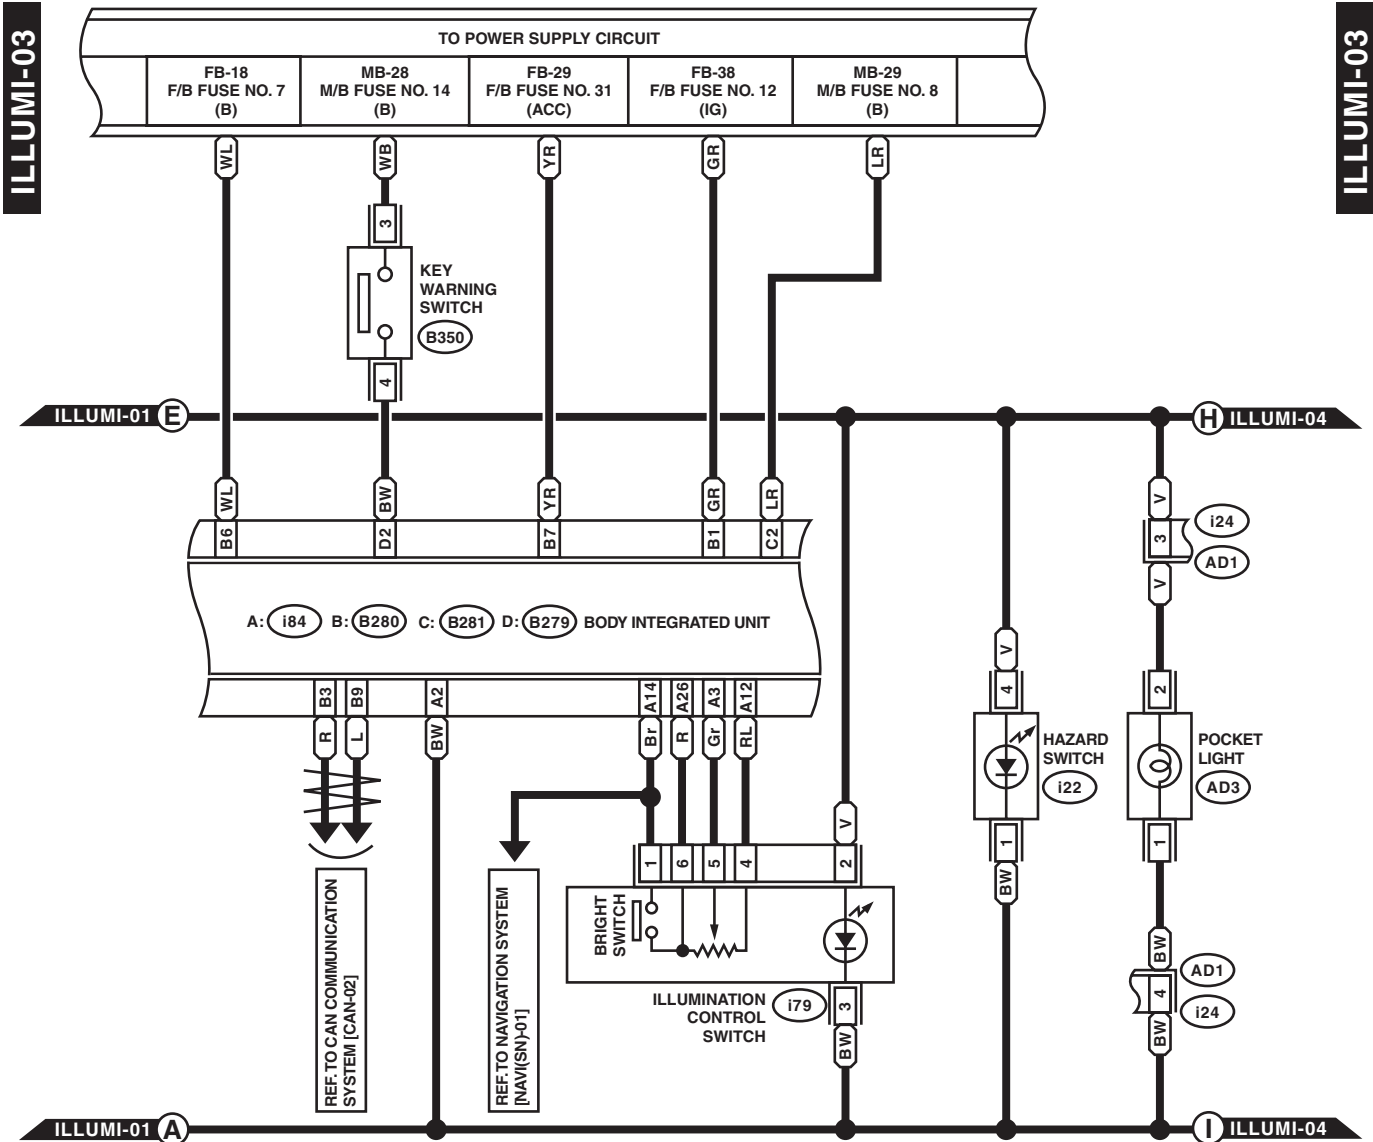 ILLUMI-03
ILLUMI-03
TO POWER SUPPLY CIRCUIT
FB-18
F/B FUSE NO. 7
(B)
MB-28
M/B FUSE NO. 14
(B)
FB-29
F/B FUSE NO. 31
(ACC)
FB-38
F/B FUSE NO. 12
(IG)
MB-29
M/B FUSE NO. 8
(B)
WL
WB
YR
GR
LR
3
KEY
WARNING
SWITCH
B350
4
ILLUMI-01 E
H ILLUMI-04
WL
BW
YR
GR
LR
V
B6
D2
B7
B1
C2
3
i24
AD1
V
A: i84 B: B280 C: B281 D: B279 BODY INTEGRATED UNIT
B3
B9
A2
A14
A26
A3
A12
R
L
BW
Br
R
Gr
RL
V
4
HAZARD
SWITCH
i22
1
BW
2
POCKET
LIGHT
AD3
1
V
1
6
5
4
2
BRIGHT
SWITCH
REF. TO CAN COMMUNICATION
SYSTEM [CAN-02]
REF. TO NAVIGATION SYSTEM
[NAVI(SN)-01]
ILLUMINATION
CONTROL
SWITCH
i79
3
BW
BW
AD1
4
i24
BW
ILLUMI-01 A
I ILLUMI-04